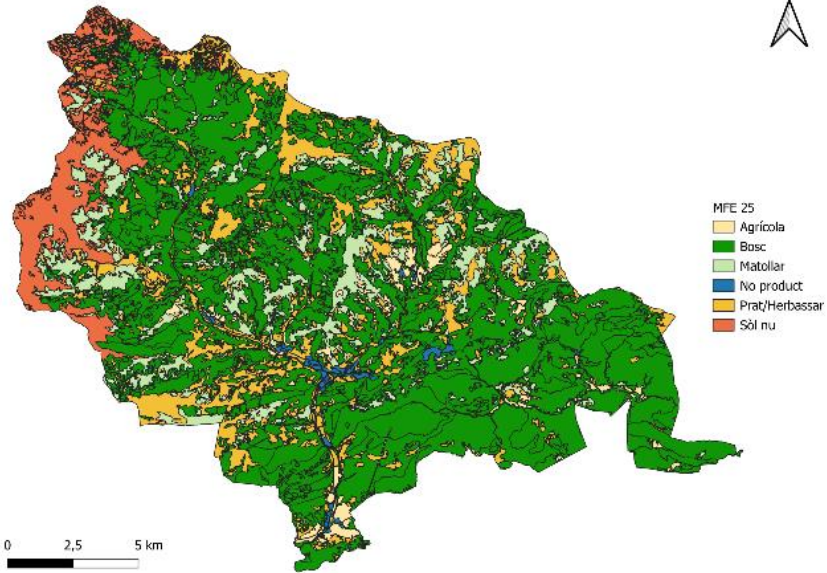 MFE 25
Agrícola
Bosc
Matollar
No product
Prat/Herbassar
Sòl nu
0 2,5 5 km